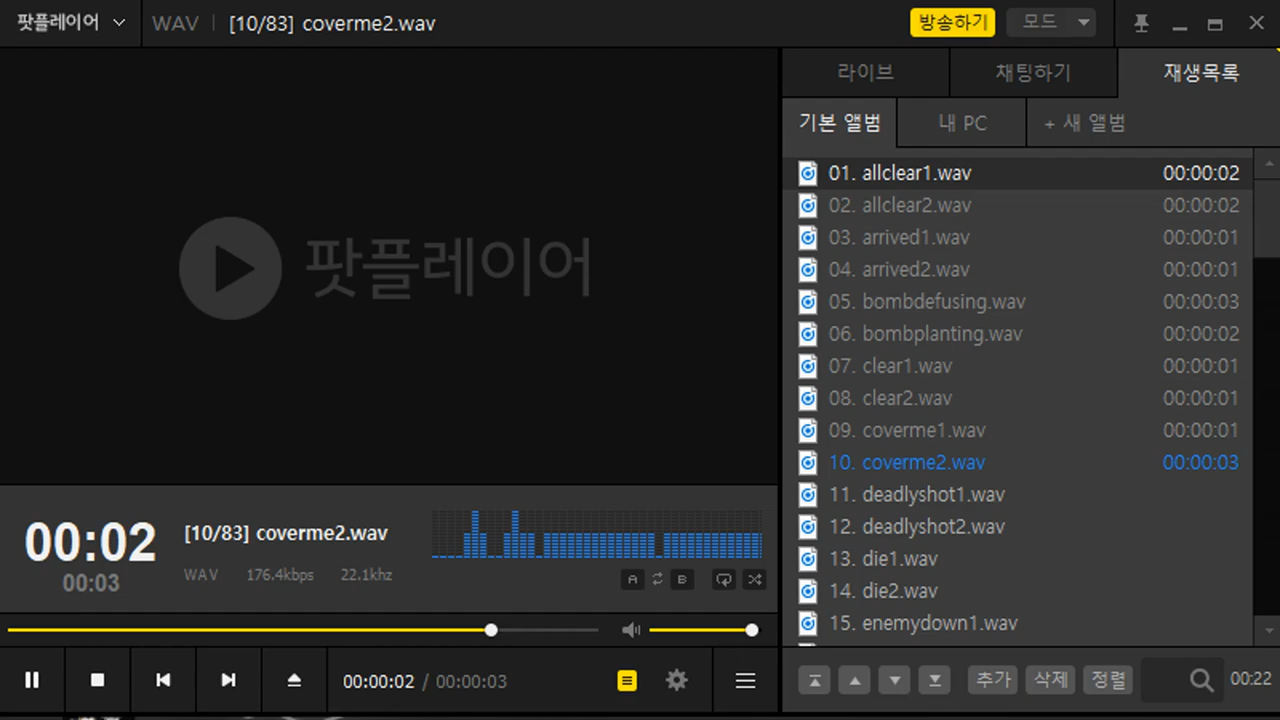 팟플레이어
WAV
[10/83] coverme2.wav
방송하기
모드
라이브
채팅하기
재생목록
기본 앨범
내 PC
+ 새 앨범
팟플레이어
01. allclear1.wav 00:00:02
02. allclear2.wav 00:00:02
03. arrived1.wav 00:00:01
04. arrived2.wav 00:00:01
05. bombdefusing.wav 00:00:03
06. bombplanting.wav 00:00:02
07. clear1.wav 00:00:01
08. clear2.wav 00:00:01
09. coverme1.wav 00:00:01
10. coverme2.wav 00:00:03
11. deadlyshot1.wav
12. deadlyshot2.wav
13. die1.wav
14. die2.wav
15. enemydown1.wav
00:02
00:03
[10/83] coverme2.wav
WAV 176.4kbps 22.1khz
A B
00:00:02 / 00:00:03
추가
삭제
정렬
00:22